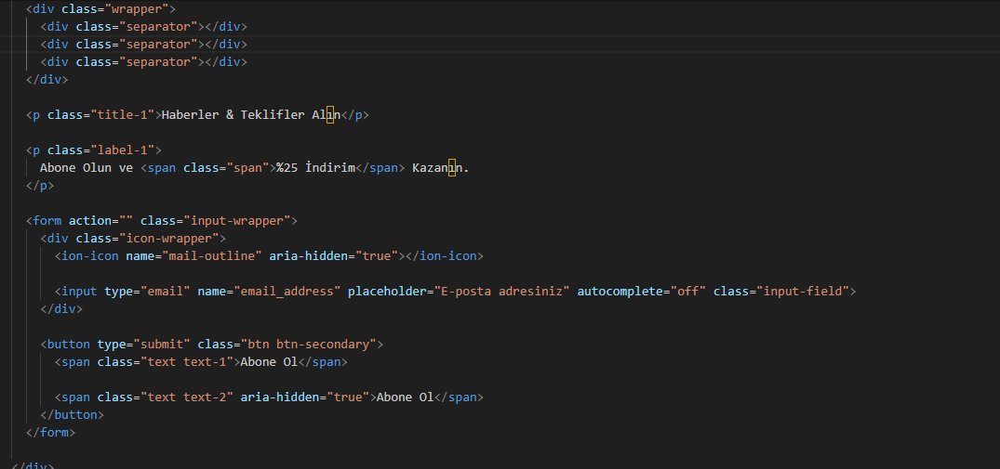 <div class="wrapper">
<div class="separator"></div>
<div class="separator"></div>
<div class="separator"></div>
</div>
<p class="title-1">Haberler & Teklifler Alın</p>
<p class="label-1">
Abone Olun ve <span class="span">%25 İndirim</span> Kazanın.
</p>
<form action="" class="input-wrapper">
<div class="icon-wrapper">
<ion-icon name="mail-outline" aria-hidden="true"></ion-icon>
<input type="email" name="email_address" placeholder="E-posta adresiniz" autocomplete="off" class="input-field">
</div>
<button type="submit" class="btn btn-secondary">
<span class="text text-1">Abone Ol</span>
<span class="text text-2" aria-hidden="true">Abone Ol</span>
</button>
</form>
</div>